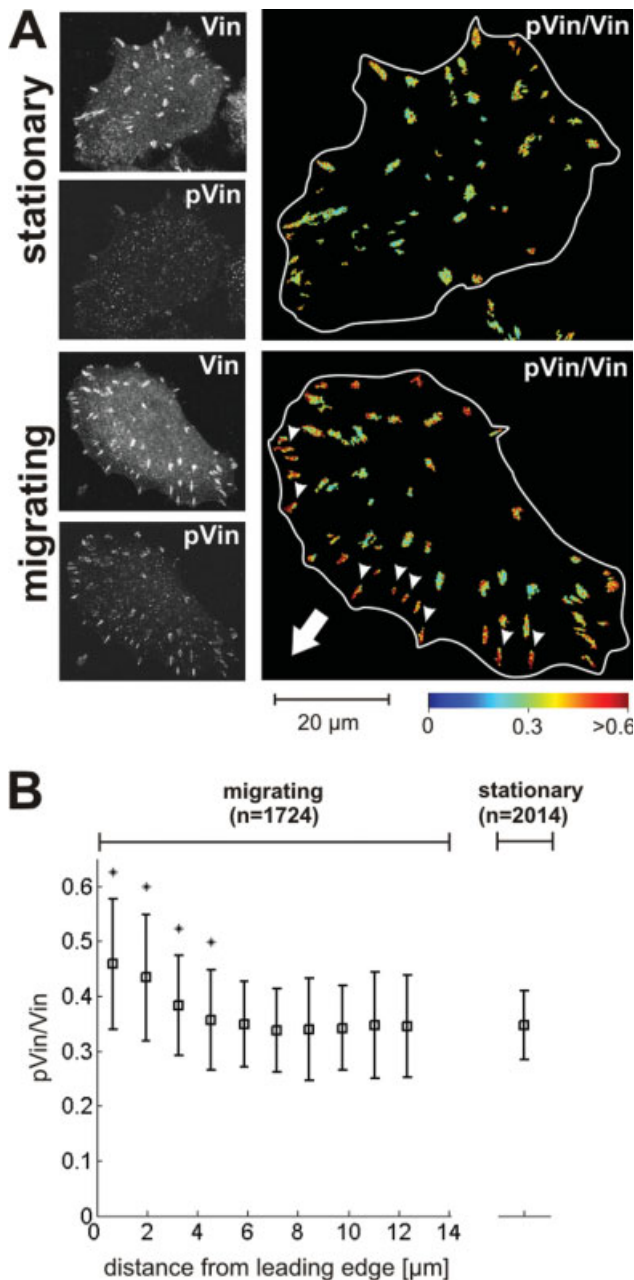 A
Vin
pVin/Vin
stationary
pVin
Vin
pVin/Vin
migrating
pVin
20 µm
0 0.3 >0.6
B
migrating
(n=1724)
stationary
(n=2014)
0.6
0.5
0.4
0.3
0.2
0.1
0
pVin/Vin
* * * *
0 2 4 6 8 10 12 14
distance from leading edge [µm]